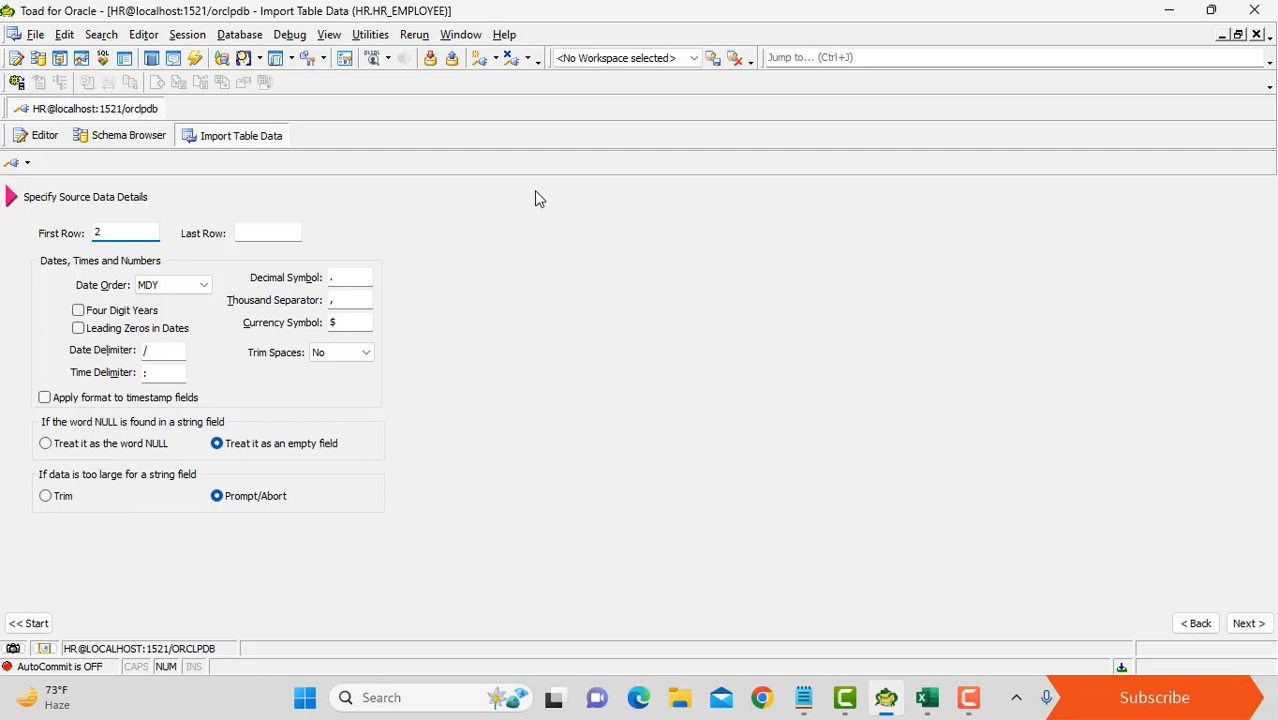 Toad for Oracle - [HR@localhost:1521/orclpdb - Import Table Data (HR.HR_EMPLOYEE)]
File Edit Search Editor Session Database Debug View Utilities Rerun Window Help
SQL <No Workspace selected> Jump to... (Ctrl+J)
HR@localhost:1521/orclpdb
Editor Schema Browser Import Table Data
Specify Source Data Details
First Row: 2 Last Row:
Dates, Times and Numbers
Date Order: MDY Decimal Symbol: .
Four Digit Years Thousand Separator: ,
Leading Zeros in Dates Currency Symbol: $
Date Delimiter: / Trim Spaces: No
Time Delimiter: :
Apply format to timestamp fields
If the word NULL is found in a string field
Treat it as the word NULL Treat it as an empty field
If data is too large for a string field
Trim Prompt/Abort
<< Start < Back Next >
HR@LOCALHOST:1521/ORCLPDB
AutoCommit is OFF CAPS NUM INS
73°F
Haze
Search
Subscribe